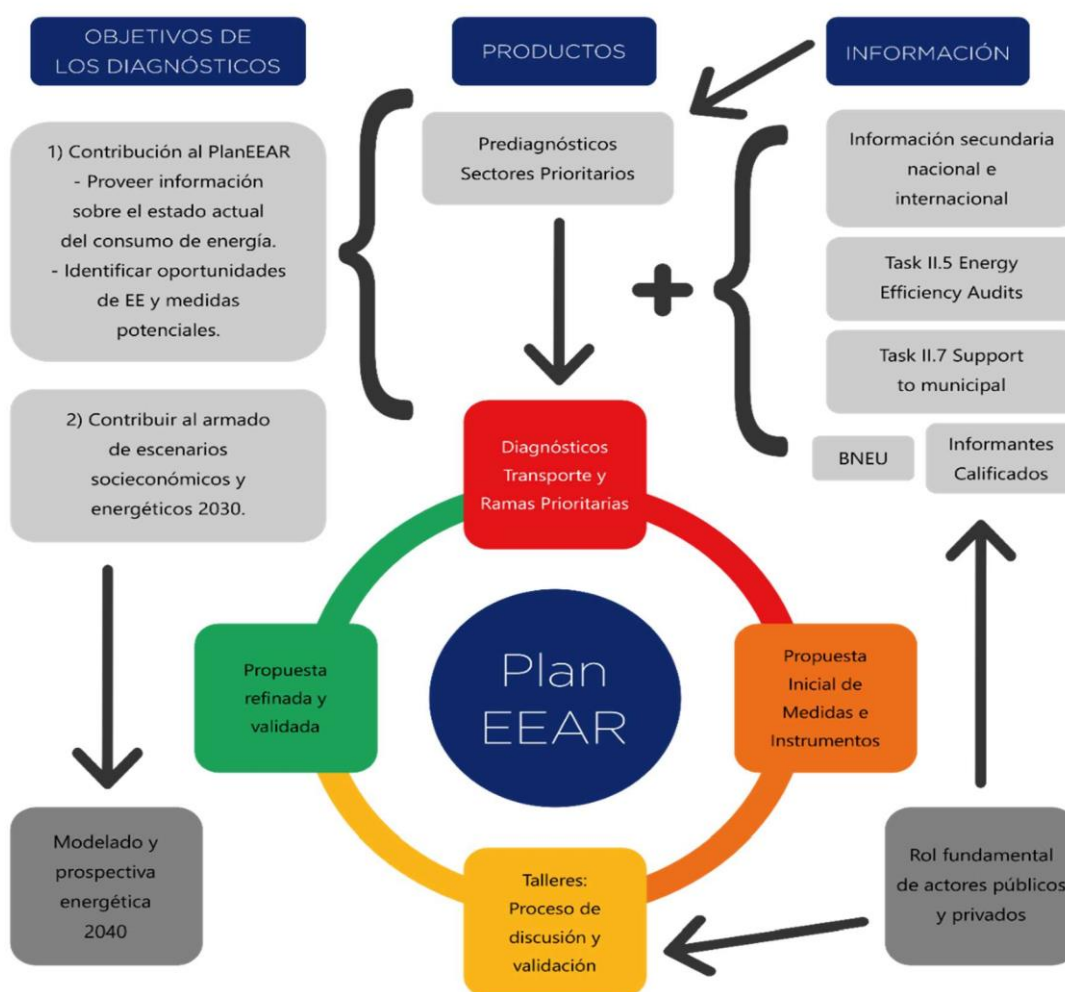 OBJETIVOS DE
LOS DIAGNÓSTICOS
PRODUCTOS
INFORMACIÓN
1) Contribución al PlanEEAR
- Proveer información
sobre el estado actual
del consumo de energía.
- Identificar oportunidades
de EE y medidas
potenciales.
2) Contribuir al armado
de escenarios
socieconómicos y
energéticos 2030.
Modelado y
prospectiva
energética
2040
Prediagnósticos
Sectores Prioritarios
Información secundaria
nacional e
internacional
Task II.5 Energy
Efficiency Audits
Task II.7 Support
to municipal
BNEU
Informantes
Calificados
Diagnósticos
Transporte y
Ramas Prioritarias
Propuesta
Inicial de
Medidas e
Instrumentos
Talleres:
Proceso de
discusión y
validación
Propuesta
refinada y
validada
Plan
EEAR
Rol fundamental
de actores públicos
y privados